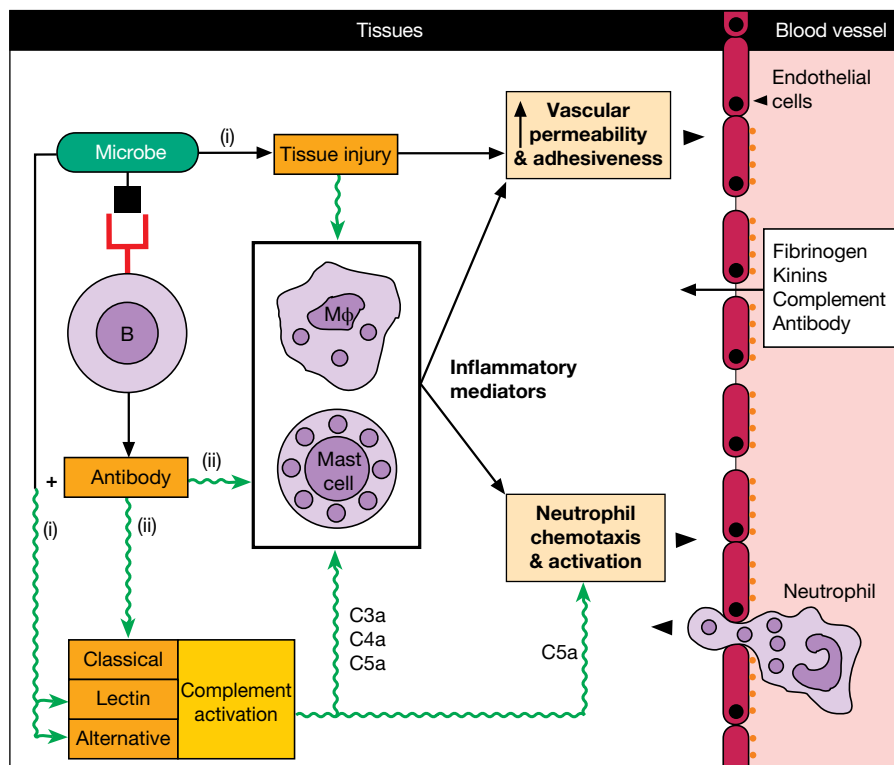 Tissues
Blood vessel
Endothelial
cells
Vascular
permeability
& adhesiveness
(i)
Microbe
Tissue injury
Fibrinogen
Kinins
Complement
Antibody
Mϕ
B
Inflammatory
mediators
Mast
cell
(ii)
+
Antibody
(i)
(ii)
Neutrophil
chemotaxis
& activation
Neutrophil
C3a
C4a
C5a
C5a
Classical
Lectin
Alternative
Complement
activation